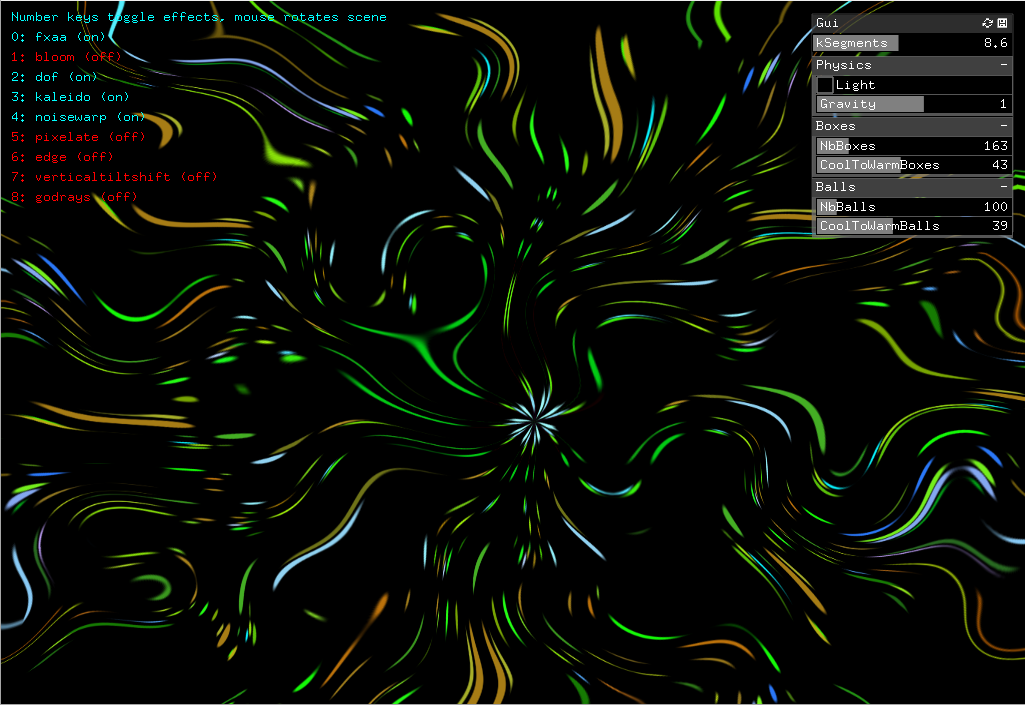 Number keys toggle effects, mouse rotates scene
0: fxaa (on)
1: bloom (off)
2: dof (on)
3: kaleido (on)
4: noisewarp (on)
5: pixelate (off)
6: edge (off)
7: verticaltiltshift (off)
8: godrays (off)
Gui
kSegments 8.6
Physics -
Light
Gravity 1
Boxes -
NbBoxes 163
CoolToWarmBoxes 43
Balls -
NbBalls 100
CoolToWarmBalls 39